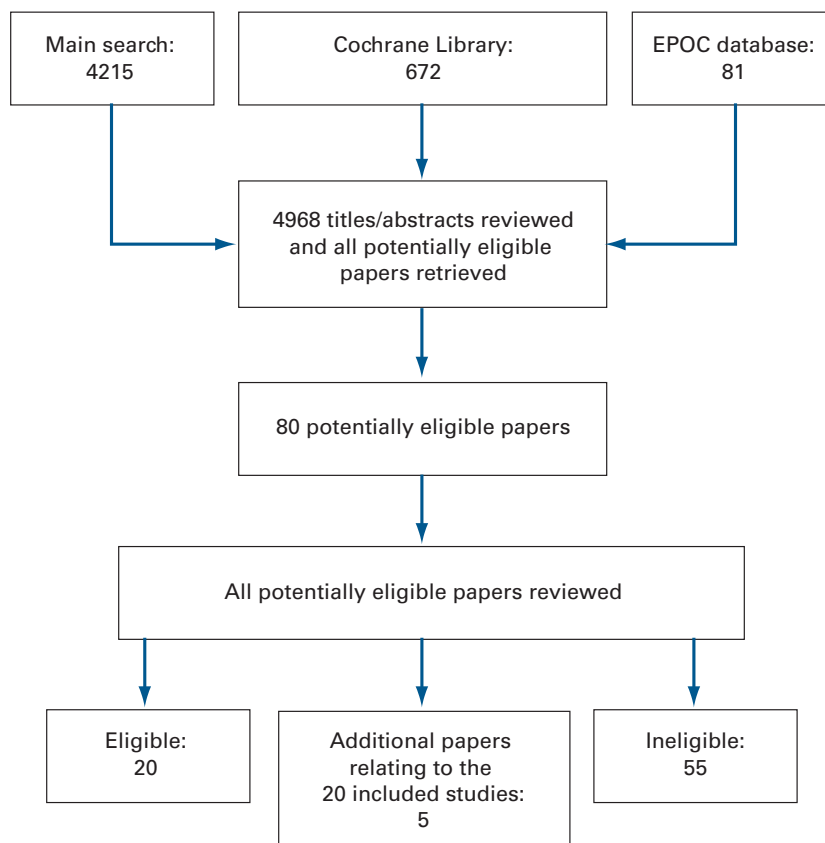 Main search:
4215
Cochrane Library:
672
EPOC database:
81
4968 titles/abstracts reviewed
and all potentially eligible
papers retrieved
80 potentially eligible papers
All potentially eligible papers reviewed
Eligible:
20
Additional papers
relating to the
20 included studies:
5
Ineligible:
55